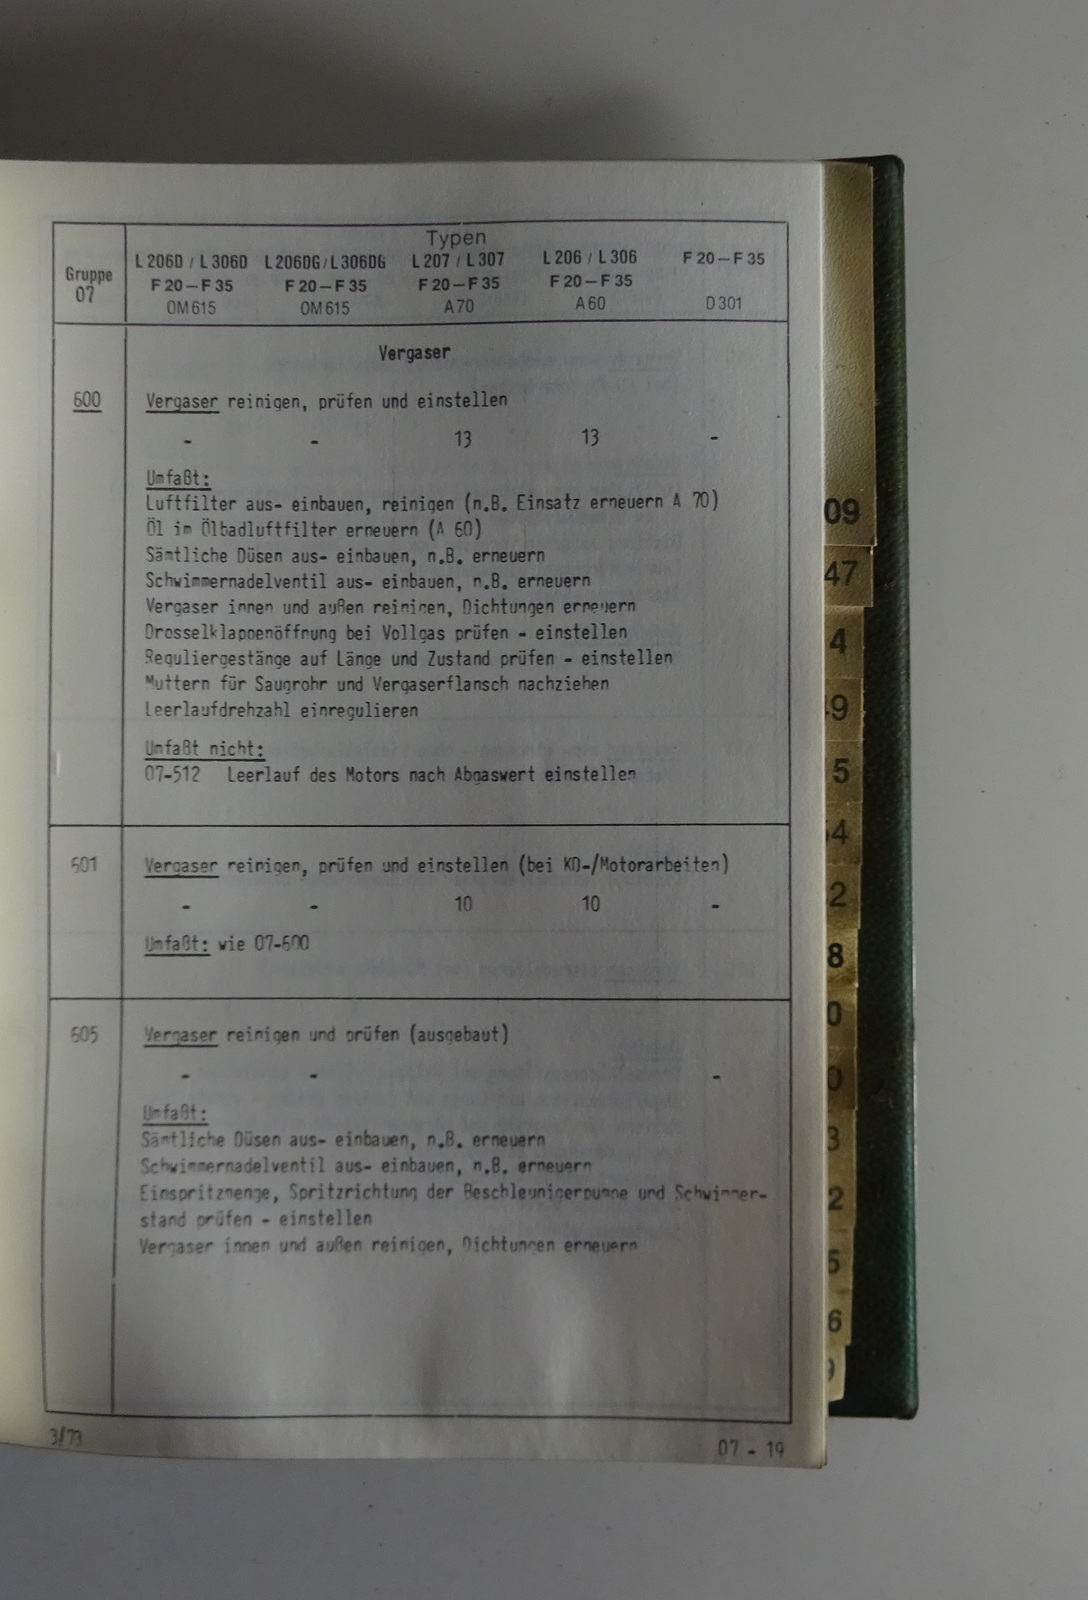 Typen
Gruppe 07
L 206D / L 306D L 206DG / L 306DG L 207 / L 307 L 206 / L 306 F 20 – F 35
F 20 – F 35 F 20 – F 35 F 20 – F 35 F 20 – F 35
OM 615 OM 615 A 70 A 60 D 301
Vergaser
600 Vergaser reinigen, prüfen und einstellen
- - 13 13 -
Umfaßt:
Luftfilter aus- einbauen, reinigen (n.B. Einsatz erneuern A 70)
Öl im Ölbadluftfilter erneuern (A 60)
Sämtliche Düsen aus- einbauen, n.B. erneuern
Schwimmernadelventil aus- einbauen, n.B. erneuern
Vergaser innen und außen reinigen, Dichtungen erneuern
Drosselklappenöffnung bei Vollgas prüfen - einstellen
Reguliergestänge auf Länge und Zustand prüfen - einstellen
Muttern für Saugrohr und Vergaserflansch nachziehen
Leerlaufdrehzahl einregulieren
Umfaßt nicht:
07-512 Leerlauf des Motors nach Abgaswert einstellen
601 Vergaser reinigen, prüfen und einstellen (bei KD-/Motorarbeiten)
- - 10 10 -
Umfaßt: wie 07-600
605 Vergaser reinigen und prüfen (ausgebaut)
- - -
Umfaßt:
Sämtliche Düsen aus- einbauen, n.B. erneuern
Schwimmernadelventil aus- einbauen, n.B. erneuern
Einspritzmenge, Spritzrichtung der Beschleunigerpumpe und Schwimmer-
stand prüfen - einstellen
Vergaser innen und außen reinigen, Dichtungen erneuern
3/73
07 - 19
09
47
4
49
5
54
2
8
0
0
3
2
5
6
9